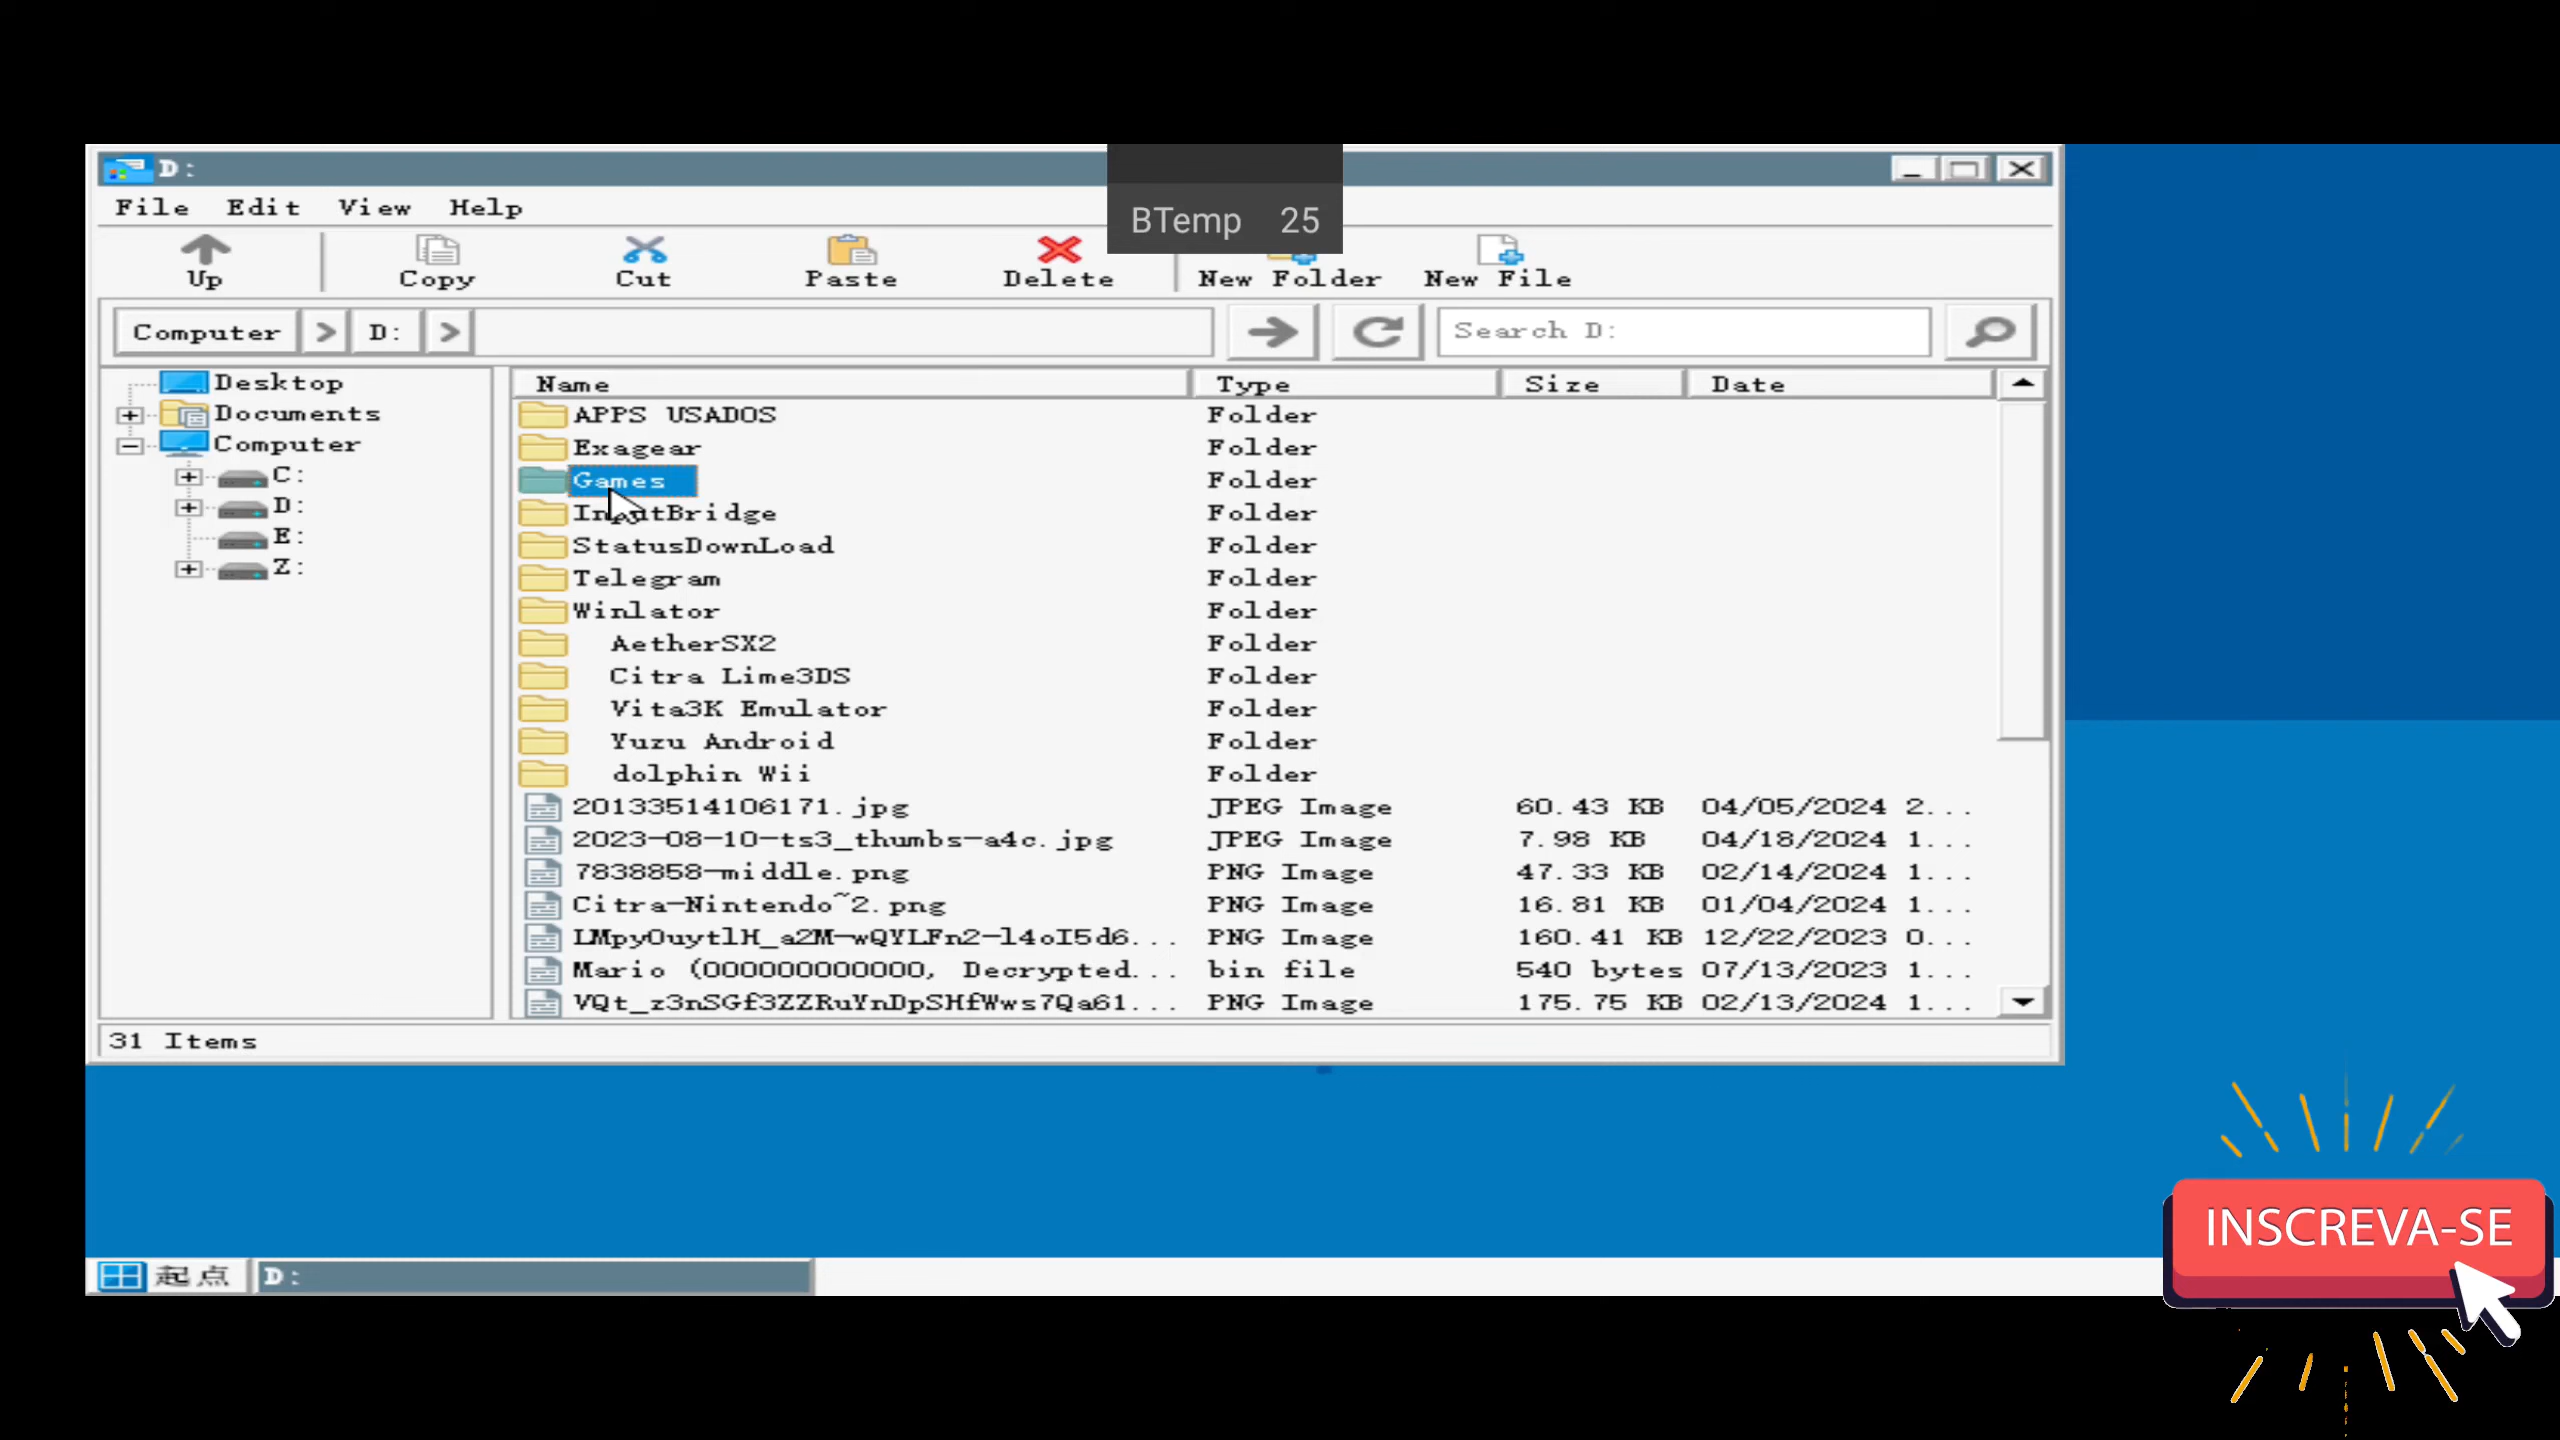 D:
BTemp 25
File Edit View Help
Up Copy Cut Paste Delete New Folder New File
Computer > D: > Search D:
Desktop
Documents
Computer
C:
D:
E:
Z:
Name Type Size Date
APPS USADOS Folder
Exagear Folder
Games Folder
InputBridge Folder
StatusDownLoad Folder
Telegram Folder
Winlator Folder
AetherSX2 Folder
Citra Lime3DS Folder
Vita3K Emulator Folder
Yuzu Android Folder
dolphin Wii Folder
20133514106171.jpg JPEG Image 60.43 KB 04/05/2024 2...
2023-08-10-ts3_thumbs-a4c.jpg JPEG Image 7.98 KB 04/18/2024 1...
7838858-middle.png PNG Image 47.33 KB 02/14/2024 1...
Citra-Nintendo~2.png PNG Image 16.81 KB 01/04/2024 1...
LMpyOuytlH_a2M-wQYLFn2-l4oI5d6... PNG Image 160.41 KB 12/22/2023 0...
Mario (000000000000, Decrypted... bin file 540 bytes 07/13/2023 1...
VQt_z3nSGf3ZZRuYnDpSHfWws7Qa61... PNG Image 175.75 KB 02/13/2024 1...
31 Items
INSCREVA-SE
起点 D: